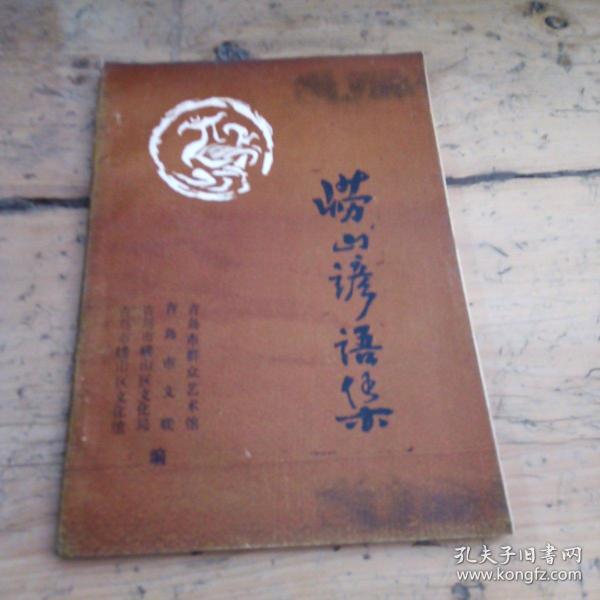 崂山谚语集
青岛市群众艺术馆
青岛市文联
青岛市崂山区文化局
青岛市崂山区文化馆
编
孔夫子旧书网
www.kongfz.com